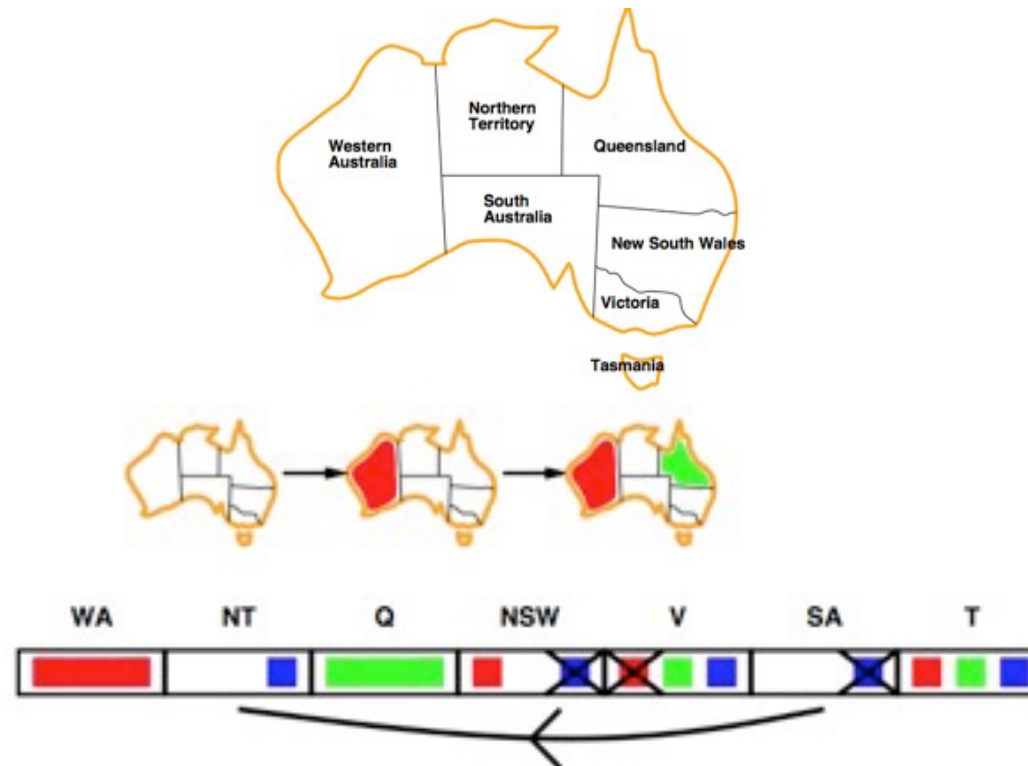 Northern
Territory
Western
Australia
Queensland
South
Australia
New South Wales
Victoria
Tasmania
WA NT Q NSW V SA T